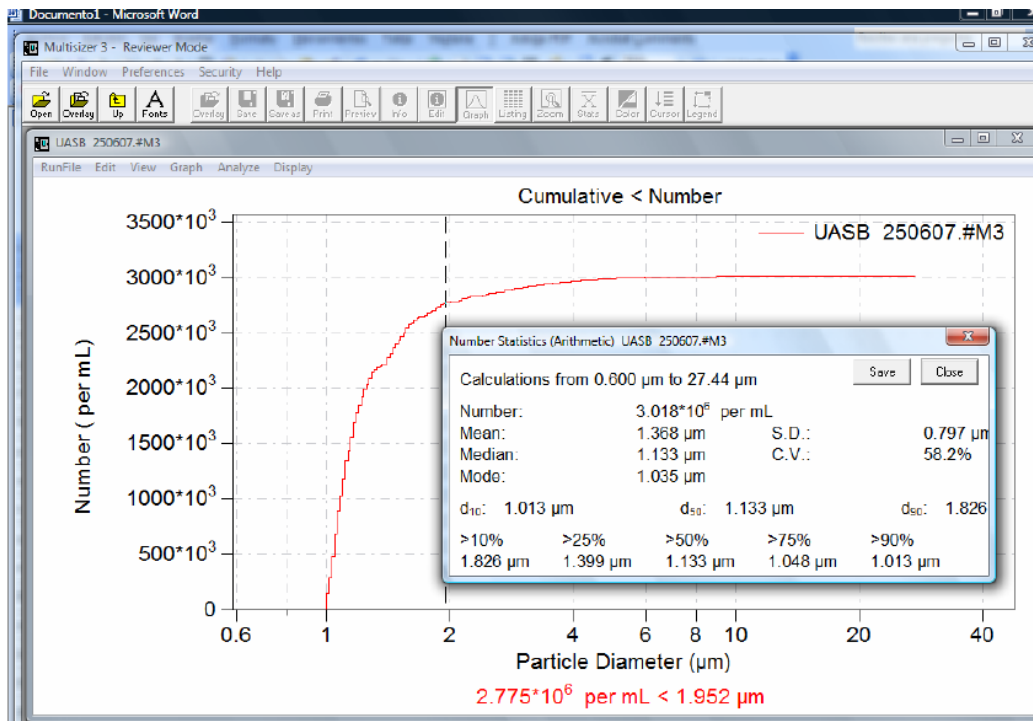 Documento1 - Microsoft Word
Multisizer 3 - Reviewer Mode
File Window Preferences Security Help
Open Overlay Up Fonts Overlay Save Save as Print Preview Info Edit Graph Listing Zoom Stats Color Cursor Legend
UASB 250607.#M3
RunFile Edit View Graph Analyze Display
Cumulative < Number
UASB 250607.#M3
Number ( per mL)
3500*10³
3000*10³
2500*10³
2000*10³
1500*10³
1000*10³
500*10³
0
0.6 1 2 4 6 8 10 20 40
Particle Diameter (µm)
2.775*10⁶ per mL < 1.952 µm
Number Statistics (Arithmetic) UASB 250607.#M3
Calculations from 0.600 µm to 27.44 µm
Save Close
Number: 3.018*10⁶ per mL
Mean: 1.368 µm S.D.: 0.797 µm
Median: 1.133 µm C.V.: 58.2%
Mode: 1.035 µm
d₁₀: 1.013 µm d₅₀: 1.133 µm d₉₀: 1.826
>10% >25% >50% >75% >90%
1.826 µm 1.399 µm 1.133 µm 1.048 µm 1.013 µm